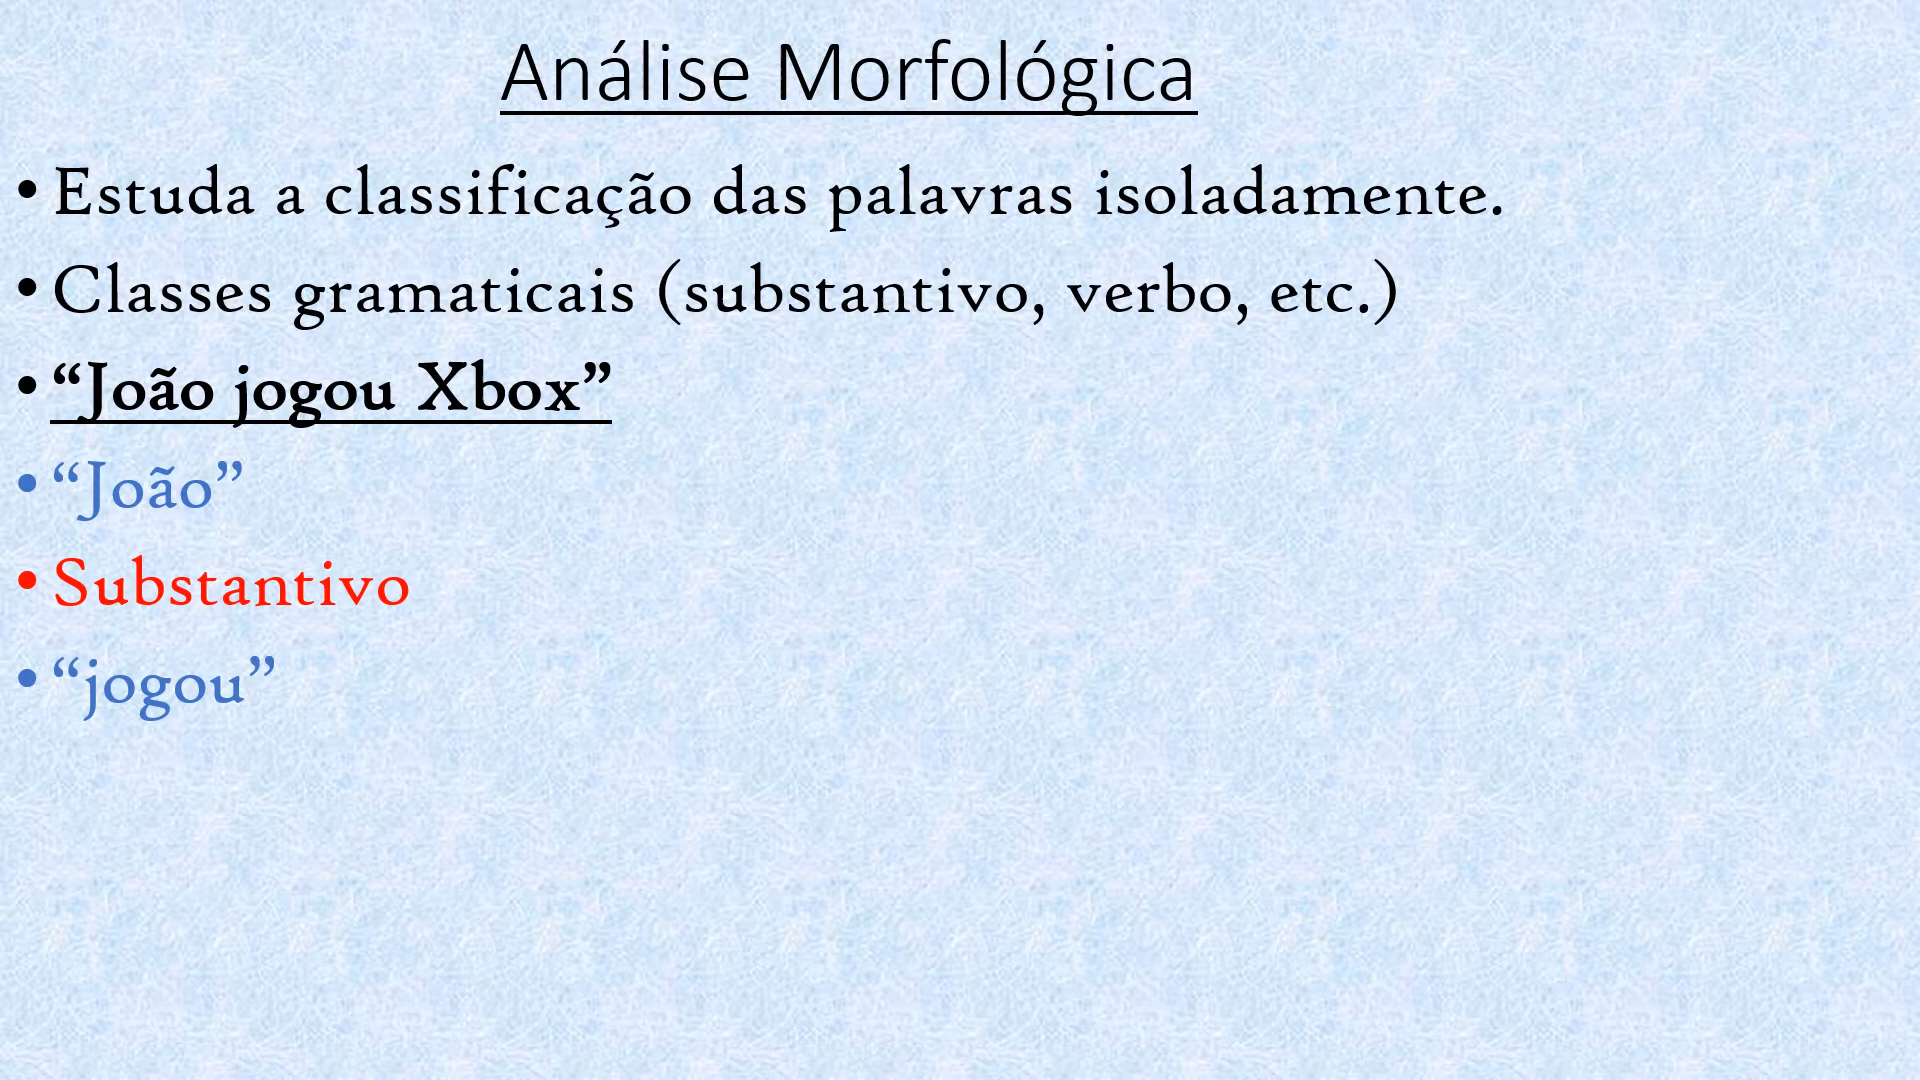 Análise Morfológica
• Estuda a classificação das palavras isoladamente.
• Classes gramaticais (substantivo, verbo, etc.)
• “João jogou Xbox”
• “João”
• Substantivo
• “jogou”